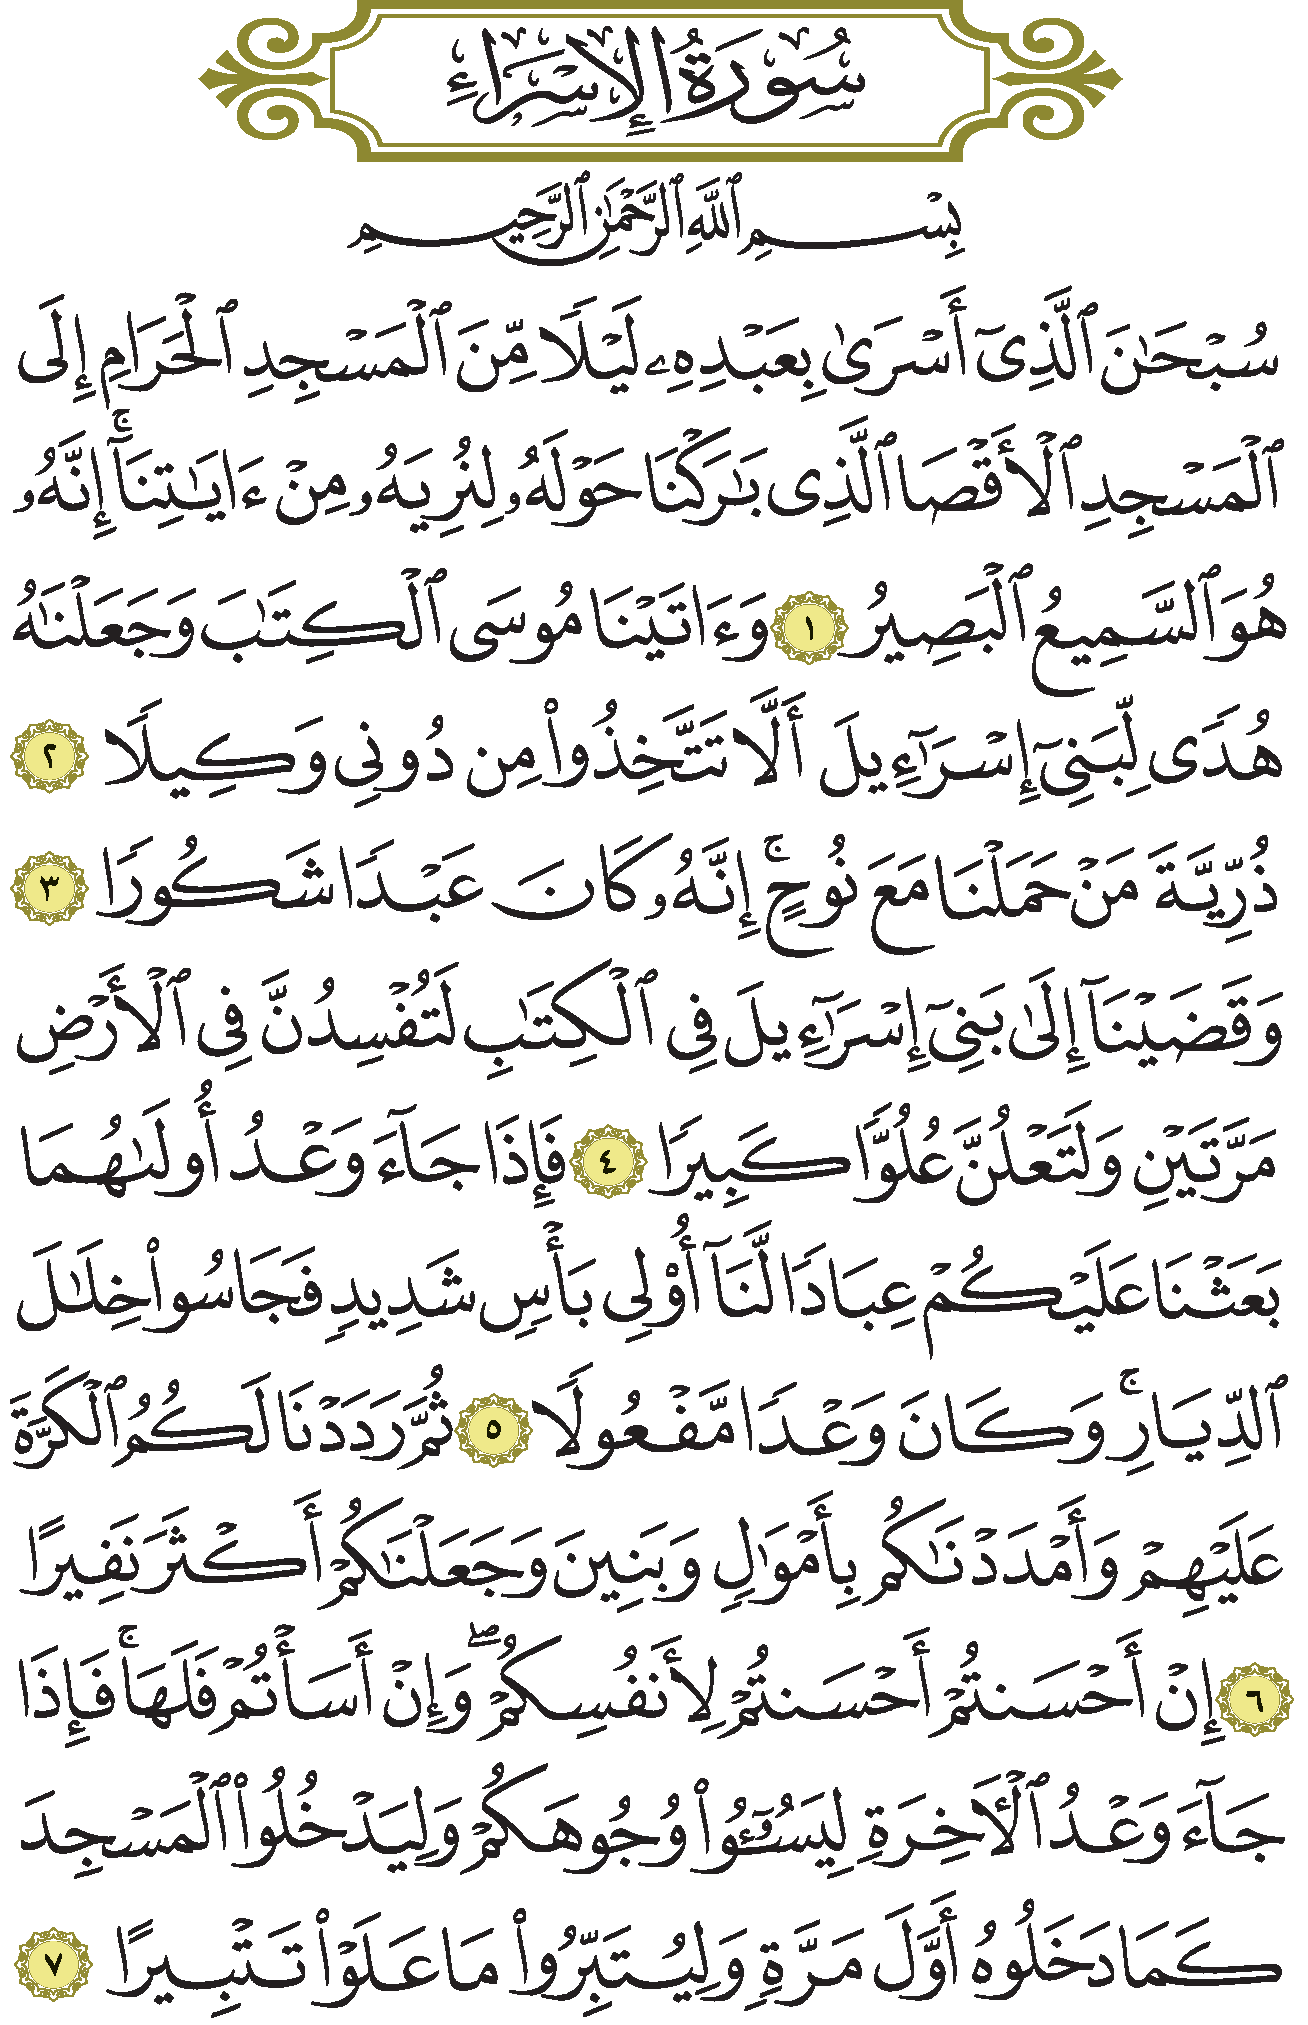 سُورَةُ الإِسْرَاءِ
بِسْمِ ٱللَّهِ ٱلرَّحْمَٰنِ ٱلرَّحِيمِ
سُبْحَٰنَ ٱلَّذِىٓ أَسْرَىٰ بِعَبْدِهِۦ لَيْلًا مِّنَ ٱلْمَسْجِدِ ٱلْحَرَامِ إِلَى
ٱلْمَسْجِدِ ٱلْأَقْصَا ٱلَّذِى بَٰرَكْنَا حَوْلَهُۥ لِنُرِيَهُۥ مِنْ ءَايَٰتِنَآ ۚ إِنَّهُۥ
هُوَ ٱلسَّمِيعُ ٱلْبَصِيرُ ١ وَءَاتَيْنَا مُوسَى ٱلْكِتَٰبَ وَجَعَلْنَٰهُ
هُدًى لِّبَنِىٓ إِسْرَٰٓءِيلَ أَلَّا تَتَّخِذُوا۟ مِن دُونِى وَكِيلًا ٢
ذُرِّيَّةَ مَنْ حَمَلْنَا مَعَ نُوحٍ ۚ إِنَّهُۥ كَانَ عَبْدًا شَكُورًا ٣
وَقَضَيْنَآ إِلَىٰ بَنِىٓ إِسْرَٰٓءِيلَ فِى ٱلْكِتَٰبِ لَتُفْسِدُنَّ فِى ٱلْأَرْضِ
مَرَّتَيْنِ وَلَتَعْلُنَّ عُلُوًّا كَبِيرًا ٤ فَإِذَا جَآءَ وَعْدُ أُولَىٰهُمَا
بَعَثْنَا عَلَيْكُمْ عِبَادًا لَّنَآ أُو۟لِى بَأْسٍ شَدِيدٍ فَجَاسُوا۟ خِلَٰلَ
ٱلدِّيَارِ ۚ وَكَانَ وَعْدًا مَّفْعُولًا ٥ ثُمَّ رَدَدْنَا لَكُمُ ٱلْكَرَّةَ
عَلَيْهِمْ وَأَمْدَدْنَٰكُم بِأَمْوَٰلٍ وَبَنِينَ وَجَعَلْنَٰكُمْ أَكْثَرَ نَفِيرًا
٦ إِنْ أَحْسَنتُمْ أَحْسَنتُمْ لِأَنفُسِكُمْ ۖ وَإِنْ أَسَأْتُمْ فَلَهَا ۚ فَإِذَا
جَآءَ وَعْدُ ٱلْءَاخِرَةِ لِيَسُۥٓـُٔوا۟ وُجُوهَكُمْ وَلِيَدْخُلُوا۟ ٱلْمَسْجِدَ
كَمَا دَخَلُوهُ أَوَّلَ مَرَّةٍ وَلِيُتَبِّرُوا۟ مَا عَلَوْا۟ تَتْبِيرًا ٧